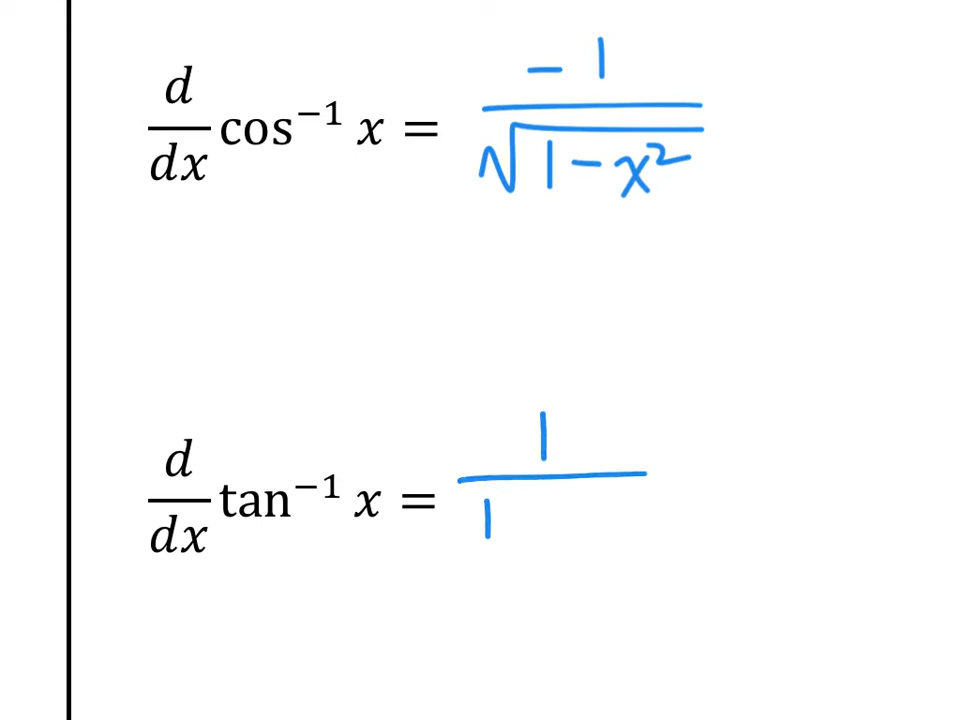 d/dx cos⁻¹ x = -1/√(1-x²)
d/dx tan⁻¹ x = 1/1